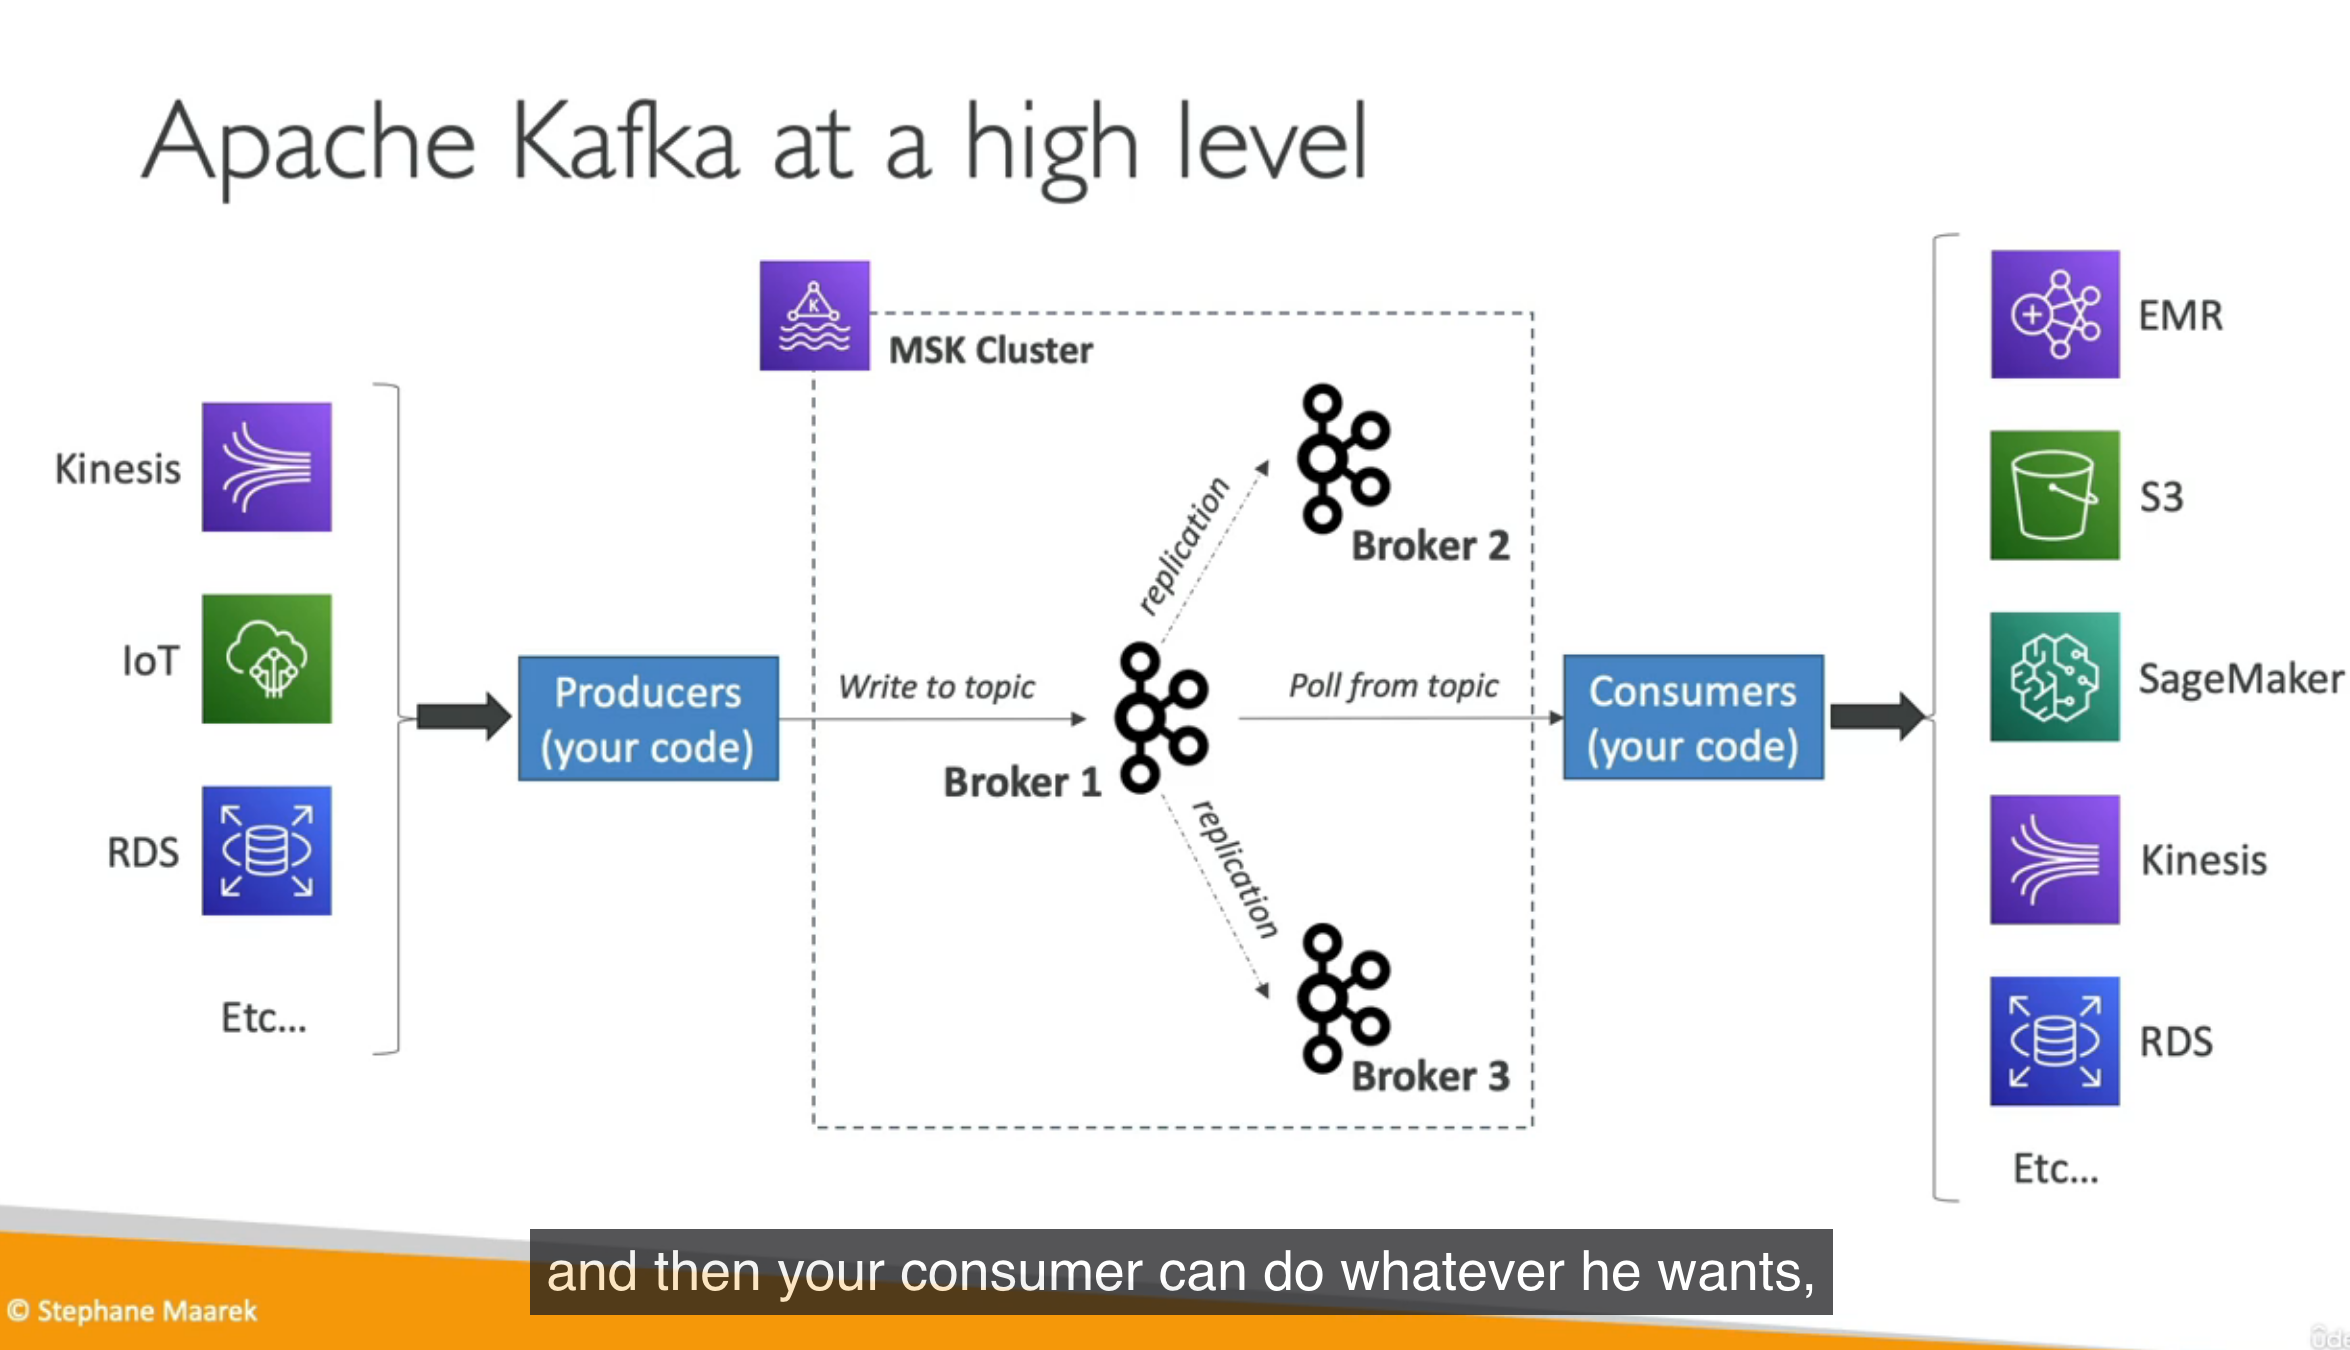 Apache Kafka at a high level
Kinesis
IoT
RDS
Etc...
Producers
(your code)
MSK Cluster
K
Write to topic
Broker 1
replication
Broker 2
replication
Broker 3
Poll from topic
Consumers
(your code)
EMR
S3
SageMaker
Kinesis
RDS
Etc...
and then your consumer can do whatever he wants,
© Stephane Maarek